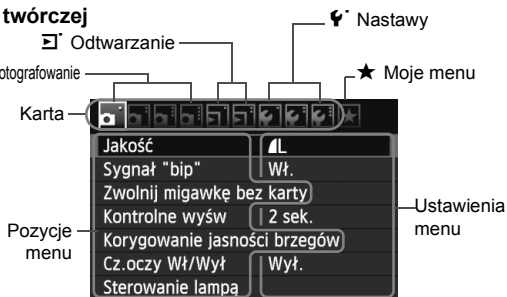 twórczej
Nastawy
Odtwarzanie
otografowanie
★ Moje menu
Karta
Jakość L
Sygnał "bip" Wł.
Zwolnij migawkę bez karty
Kontrolne wyśw 2 sek.
Korygowanie jasności brzegów
Cz.oczy Wł/Wył Wył.
Sterowanie lampą
Pozycje
menu
Ustawienia
menu